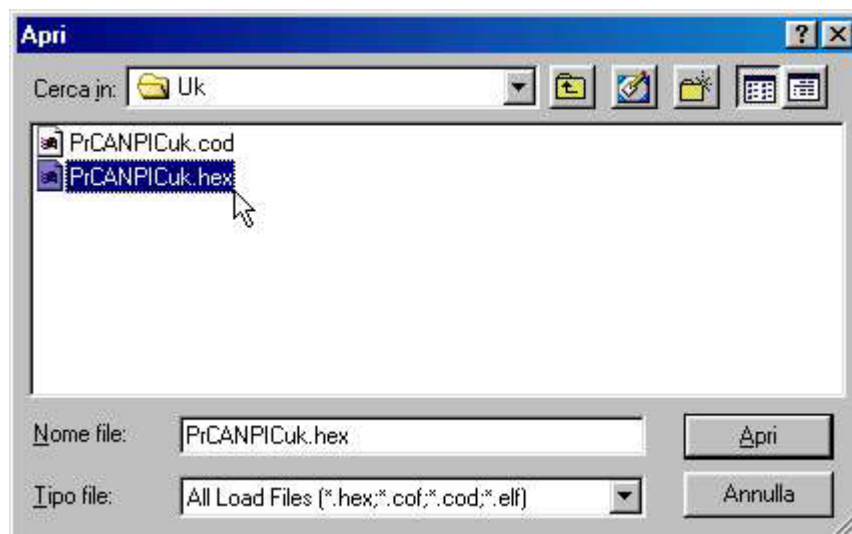 Apri
Cerca in: Uk
PrCANPICuk.cod
PrCANPICuk.hex
Nome file: PrCANPICuk.hex Apri
Tipo file: All Load Files (*.hex;*.cof;*.cod;*.elf) Annulla